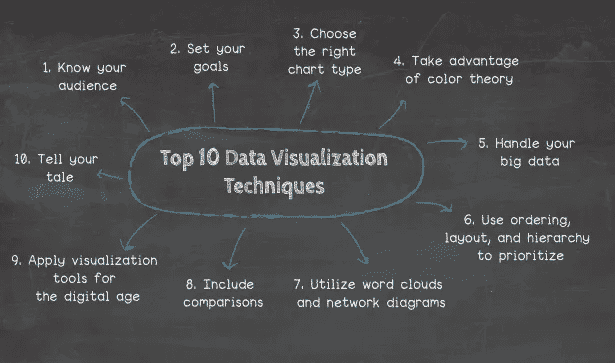 1. Know your
audience
2. Set your
goals
3. Choose
the right
chart type
4. Take advantage
of color theory
5. Handle your
big data
6. Use ordering,
layout, and hierarchy
to prioritize
7. Utilize word clouds
and network diagrams
8. Include
comparisons
9. Apply visualization
tools for
the digital age
10. Tell your
tale
Top 10 Data Visualization
Techniques